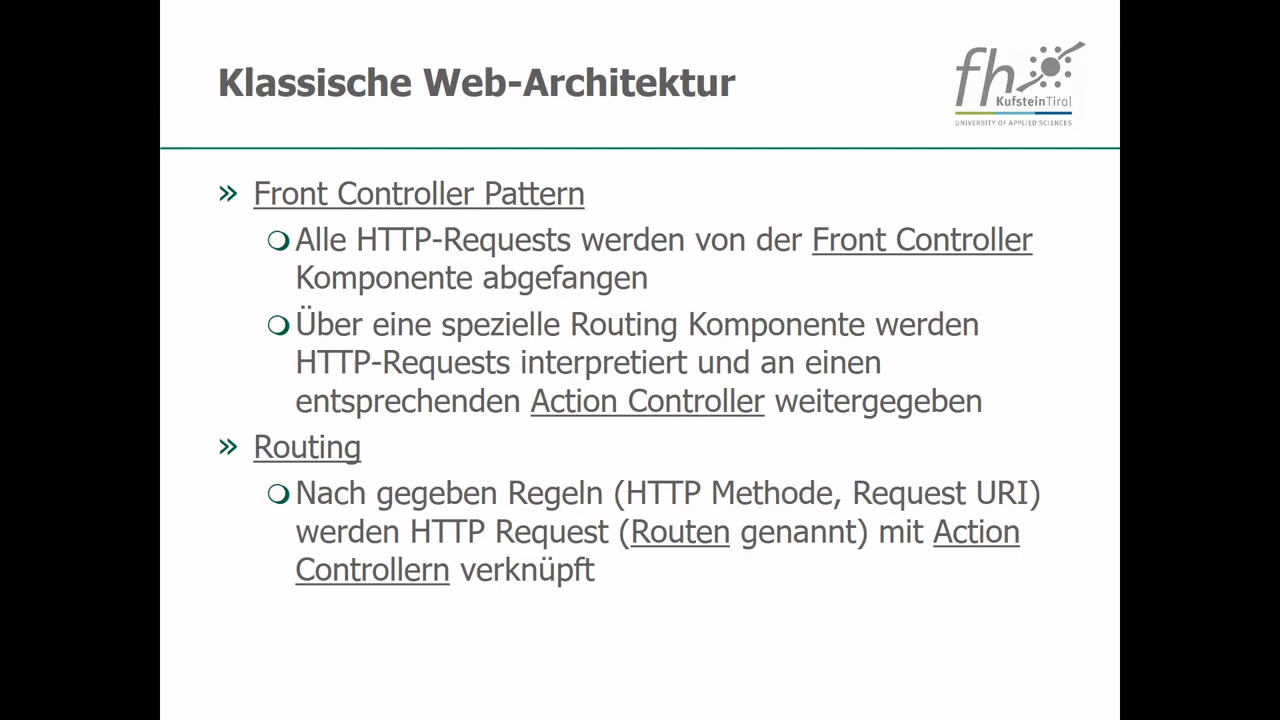 Klassische Web-Architektur
fh
KufsteinTirol
UNIVERSITY OF APPLIED SCIENCES
» Front Controller Pattern
Alle HTTP-Requests werden von der Front Controller
Komponente abgefangen
Über eine spezielle Routing Komponente werden
HTTP-Requests interpretiert und an einen
entsprechenden Action Controller weitergegeben
» Routing
Nach gegeben Regeln (HTTP Methode, Request URI)
werden HTTP Request (Routen genannt) mit Action
Controllern verknüpft